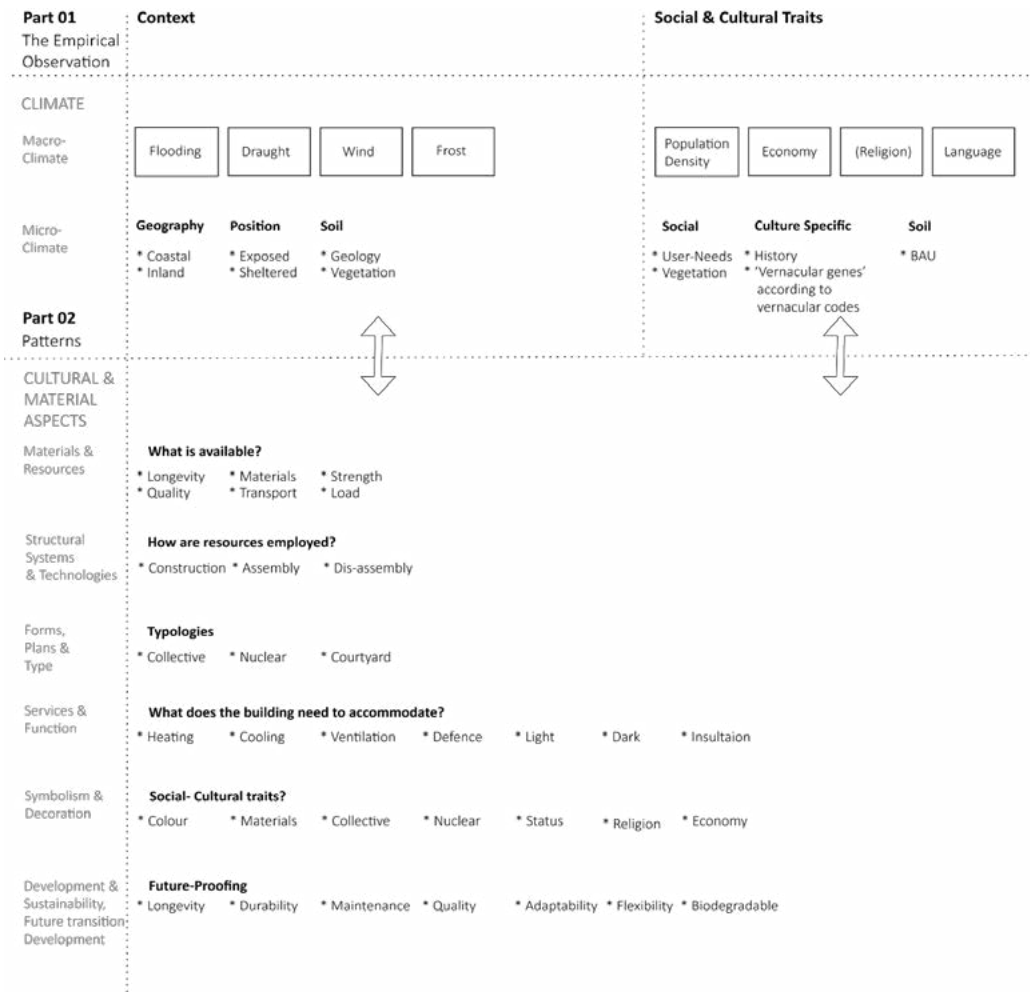 Part 01
The Empirical
Observation
Context
Social & Cultural Traits
CLIMATE
Macro-
Climate
Flooding
Draught
Wind
Frost
Population
Density
Economy
(Religion)
Language
Micro-
Climate
Geography
* Coastal
* Inland
Position
* Exposed
* Sheltered
Soil
* Geology
* Vegetation
Social
* User-Needs
* Vegetation
Culture Specific
* History
* 'Vernacular genes'
according to
vernacular codes
Soil
* BAU
Part 02
Patterns
CULTURAL &
MATERIAL
ASPECTS
Materials &
Resources
What is available?
* Longevity * Materials * Strength
* Quality * Transport * Load
Structural
Systems
& Technologies
How are resources employed?
* Construction * Assembly * Dis-assembly
Forms,
Plans &
Type
Typologies
* Collective * Nuclear * Courtyard
Services &
Function
What does the building need to accommodate?
* Heating * Cooling * Ventilation * Defence * Light * Dark * Insultaion
Symbolism &
Decoration
Social- Cultural traits?
* Colour * Materials * Collective * Nuclear * Status * Religion * Economy
Development &
Sustainability,
Future transition
Development
Future-Proofing
* Longevity * Durability * Maintenance * Quality * Adaptability * Flexibility * Biodegradable